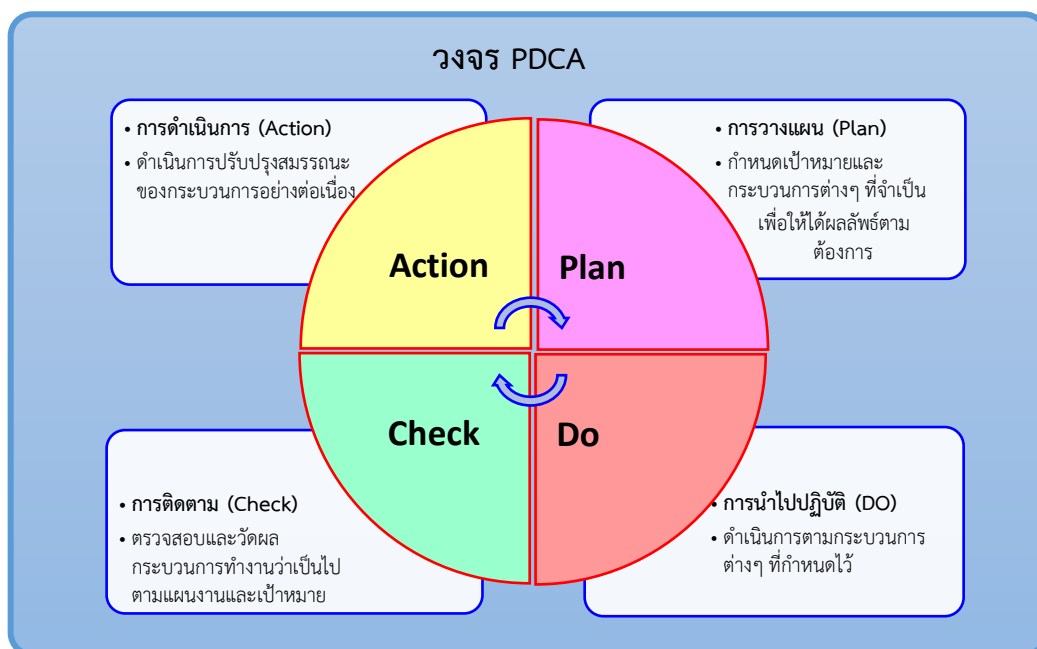 วงจร PDCA
• การดำเนินการ (Action)
• ดำเนินการปรับปรุงสมรรถนะ
ของกระบวนการอย่างต่อเนื่อง
• การวางแผน (Plan)
• กำหนดเป้าหมายและ
กระบวนการต่างๆ ที่จำเป็น
เพื่อให้ได้ผลลัพธ์ตาม
ต้องการ
Action
Plan
Check
Do
• การติดตาม (Check)
• ตรวจสอบและวัดผล
กระบวนการทำงานว่าเป็นไป
ตามแผนงานและเป้าหมาย
• การนำไปปฏิบัติ (DO)
• ดำเนินการตามกระบวนการ
ต่างๆ ที่กำหนดไว้